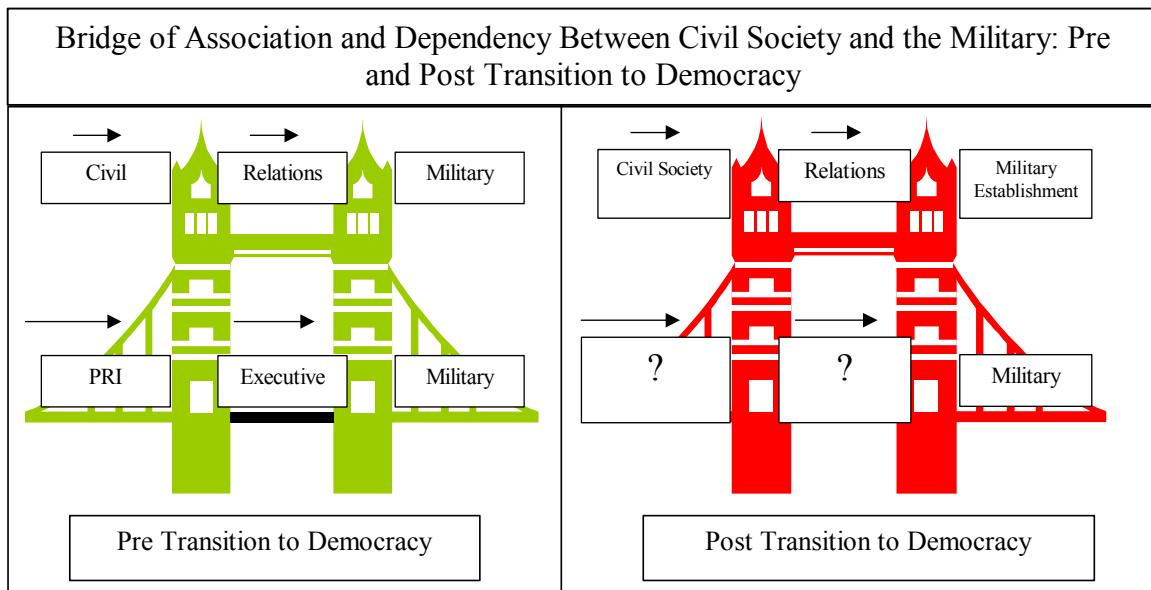 Bridge of Association and Dependency Between Civil Society and the Military: Pre
and Post Transition to Democracy
Civil
Relations
Military
PRI
Executive
Military
Pre Transition to Democracy
Civil Society
Relations
Military
Establishment
?
?
Military
Post Transition to Democracy